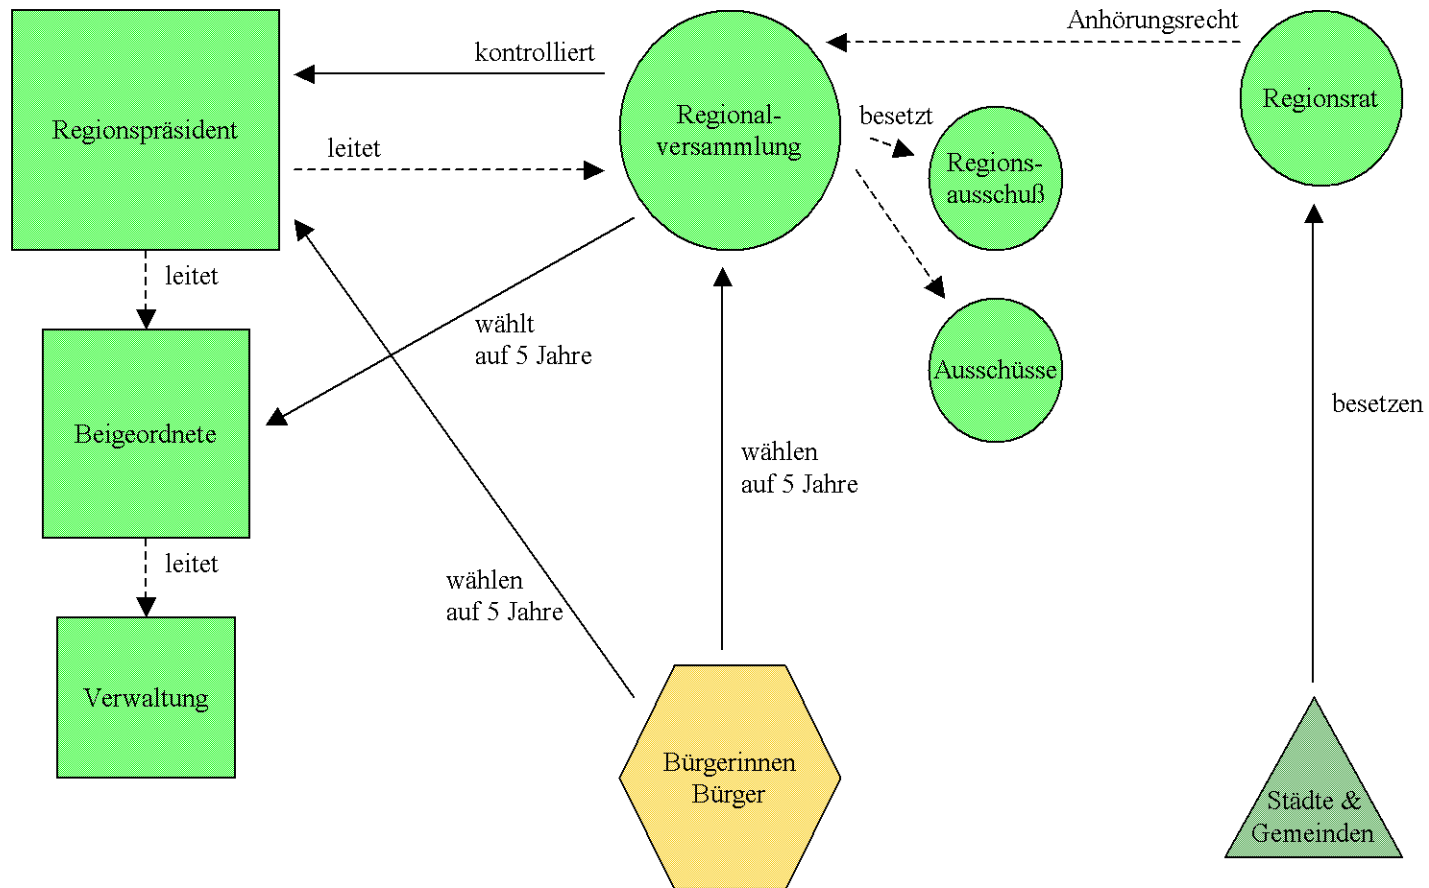 Anhörungsrecht
kontrolliert
Regionsrat
Regional-
versammlung
besetzt
Regionspräsident
leitet
Regions-
ausschuß
leitet
wählt
auf 5 Jahre
Ausschüsse
besetzen
Beigeordnete
wählen
auf 5 Jahre
leitet
wählen
auf 5 Jahre
Verwaltung
Bürgerinnen
Bürger
Städte &
Gemeinden